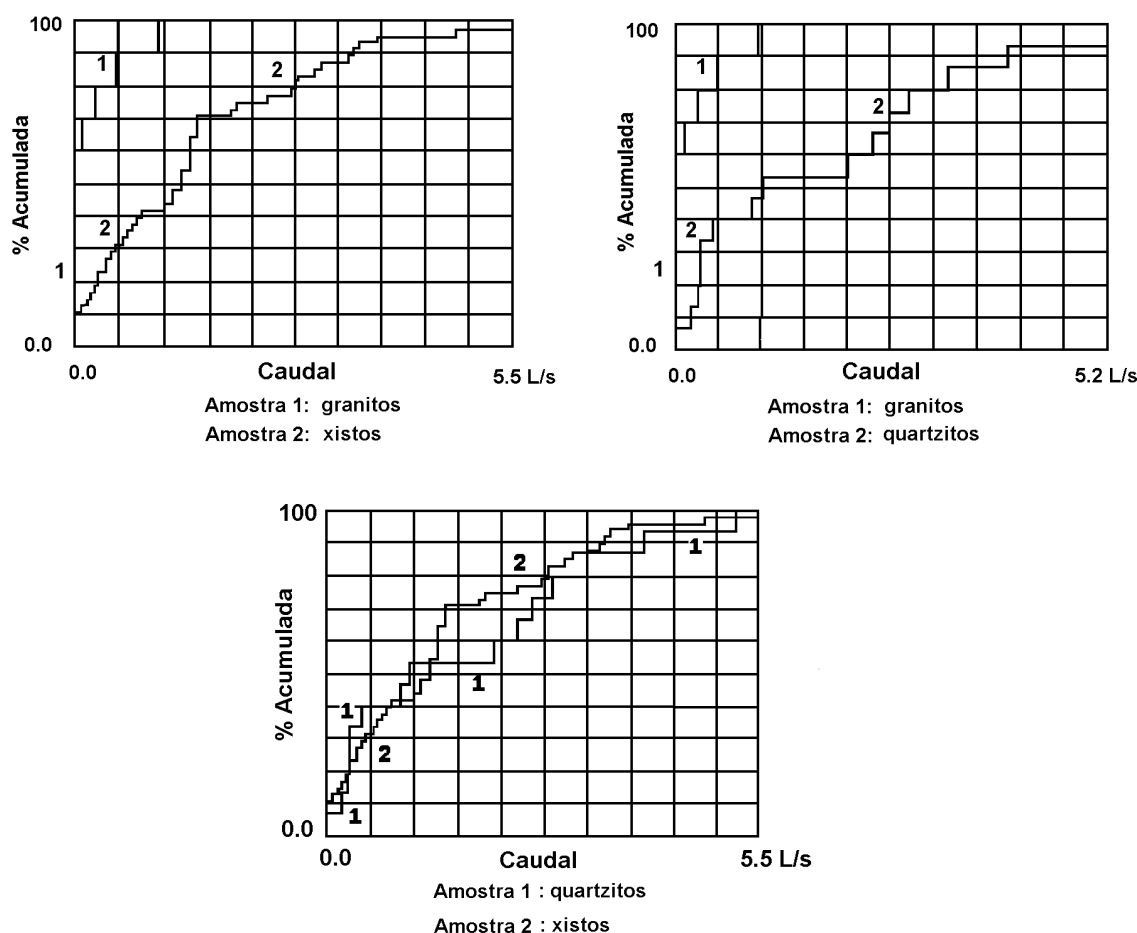 100
1
2
2
% Acumulada
1
0.0
0.0
Caudal
5.5 L/s
Amostra 1: granitos
Amostra 2: xistos
100
1
2
2
% Acumulada
1
0.0
0.0
Caudal
5.2 L/s
Amostra 1: granitos
Amostra 2: quartzitos
100
2
1
% Acumulada
1
1
2
1
0.0
0.0
Caudal
5.5 L/s
Amostra 1 : quartzitos
Amostra 2 : xistos